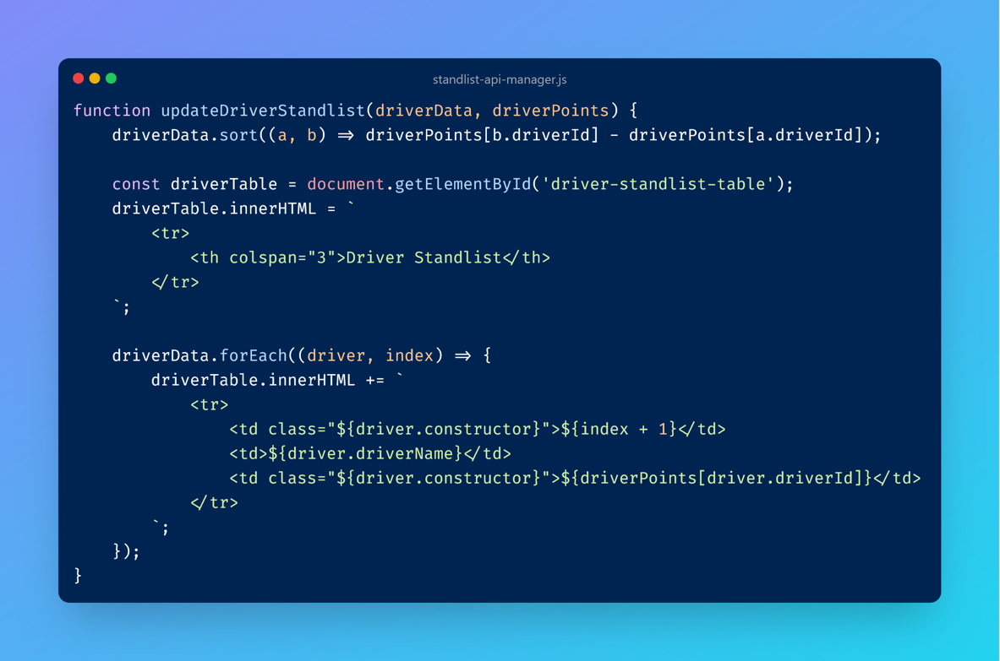 standlist-api-manager.js
function updateDriverStandlist(driverData, driverPoints) {
    driverData.sort((a, b) => driverPoints[b.driverId] - driverPoints[a.driverId]);
    const driverTable = document.getElementById('driver-standlist-table');
    driverTable.innerHTML = `
        <tr>
            <th colspan="3">Driver Standlist</th>
        </tr>
    `;
    driverData.forEach((driver, index) => {
        driverTable.innerHTML += `
            <tr>
                <td class="${driver.constructor}">${index + 1}</td>
                <td>${driver.driverName}</td>
                <td class="${driver.constructor}">${driverPoints[driver.driverId]}</td>
            </tr>
        `;
    });
}